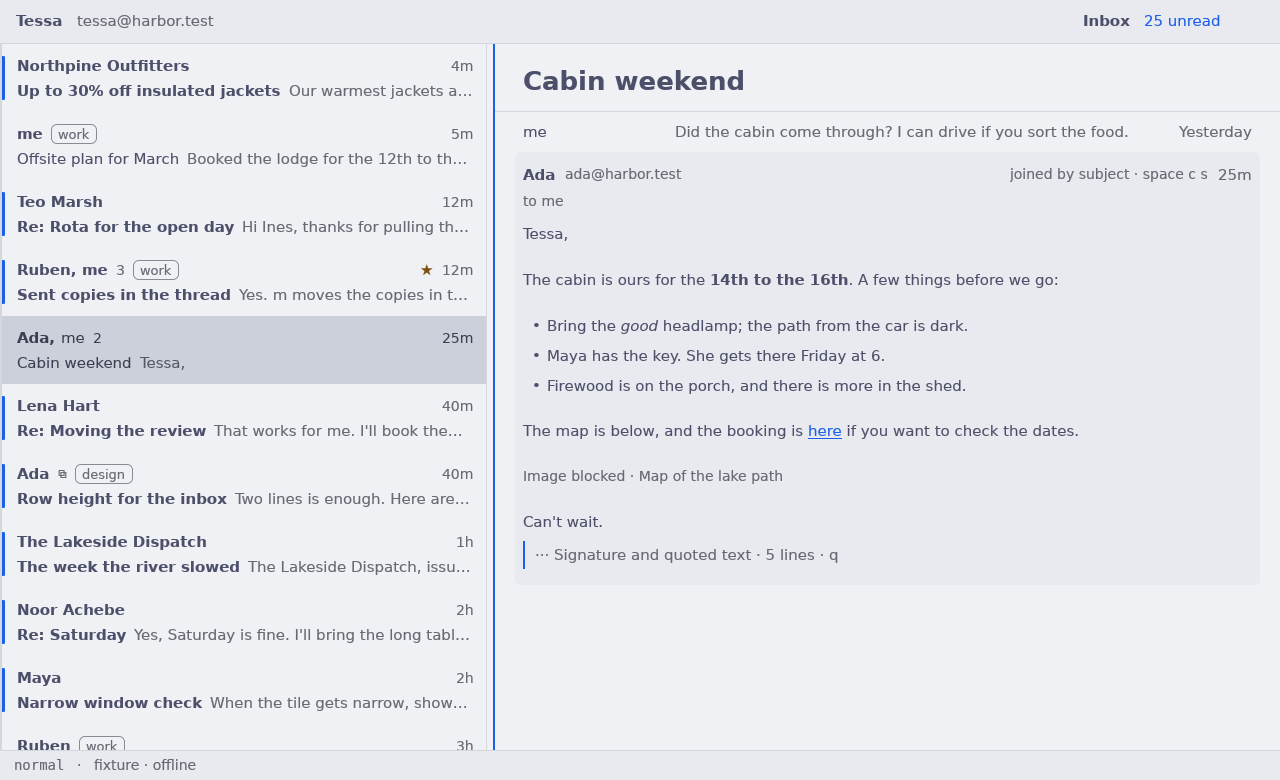 Tessa tessa@harbor.test
Inbox 25 unread
Northpine Outfitters 4m
Up to 30% off insulated jackets Our warmest jackets a…
me work 5m
Offsite plan for March Booked the lodge for the 12th to th…
Teo Marsh 12m
Re: Rota for the open day Hi Ines, thanks for pulling th…
Ruben, me 3 work ★ 12m
Sent copies in the thread Yes. m moves the copies in t…
Ada, me 2 25m
Cabin weekend Tessa,
Lena Hart 40m
Re: Moving the review That works for me. I'll book the…
Ada design 40m
Row height for the inbox Two lines is enough. Here are…
The Lakeside Dispatch 1h
The week the river slowed The Lakeside Dispatch, issu…
Noor Achebe 2h
Re: Saturday Yes, Saturday is fine. I'll bring the long tabl…
Maya 2h
Narrow window check When the tile gets narrow, show…
Ruben work 3h
Cabin weekend
me Did the cabin come through? I can drive if you sort the food. Yesterday
Ada ada@harbor.test joined by subject · space c s 25m
to me
Tessa,
The cabin is ours for the 14th to the 16th. A few things before we go:
• Bring the good headlamp; the path from the car is dark.
• Maya has the key. She gets there Friday at 6.
• Firewood is on the porch, and there is more in the shed.
The map is below, and the booking is here if you want to check the dates.
Image blocked · Map of the lake path
Can't wait.
··· Signature and quoted text · 5 lines · q
normal · fixture · offline